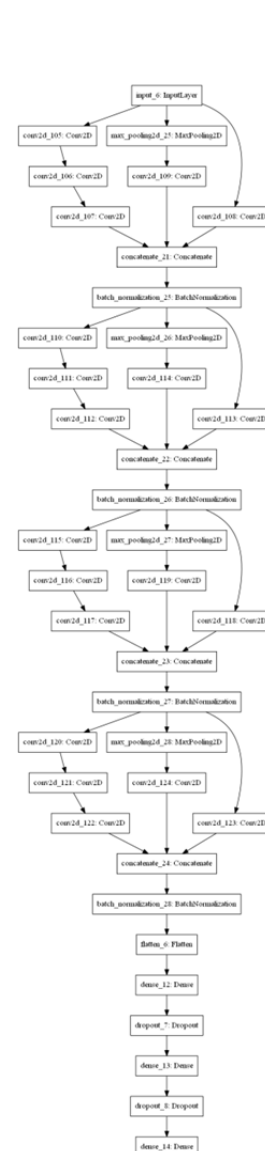 input_6: InputLayer
conv2d_105: Conv2D max_pooling2d_25: MaxPooling2D
conv2d_106: Conv2D conv2d_109: Conv2D
conv2d_107: Conv2D conv2d_108: Conv2D
concatenate_21: Concatenate
batch_normalization_25: BatchNormalization
conv2d_110: Conv2D max_pooling2d_26: MaxPooling2D
conv2d_111: Conv2D conv2d_114: Conv2D
conv2d_112: Conv2D conv2d_113: Conv2D
concatenate_22: Concatenate
batch_normalization_26: BatchNormalization
conv2d_115: Conv2D max_pooling2d_27: MaxPooling2D
conv2d_116: Conv2D conv2d_119: Conv2D
conv2d_117: Conv2D conv2d_118: Conv2D
concatenate_23: Concatenate
batch_normalization_27: BatchNormalization
conv2d_120: Conv2D max_pooling2d_28: MaxPooling2D
conv2d_121: Conv2D conv2d_124: Conv2D
conv2d_122: Conv2D conv2d_123: Conv2D
concatenate_24: Concatenate
batch_normalization_28: BatchNormalization
flatten_6: Flatten
dense_12: Dense
dropout_7: Dropout
dense_13: Dense
dropout_8: Dropout
dense_14: Dense